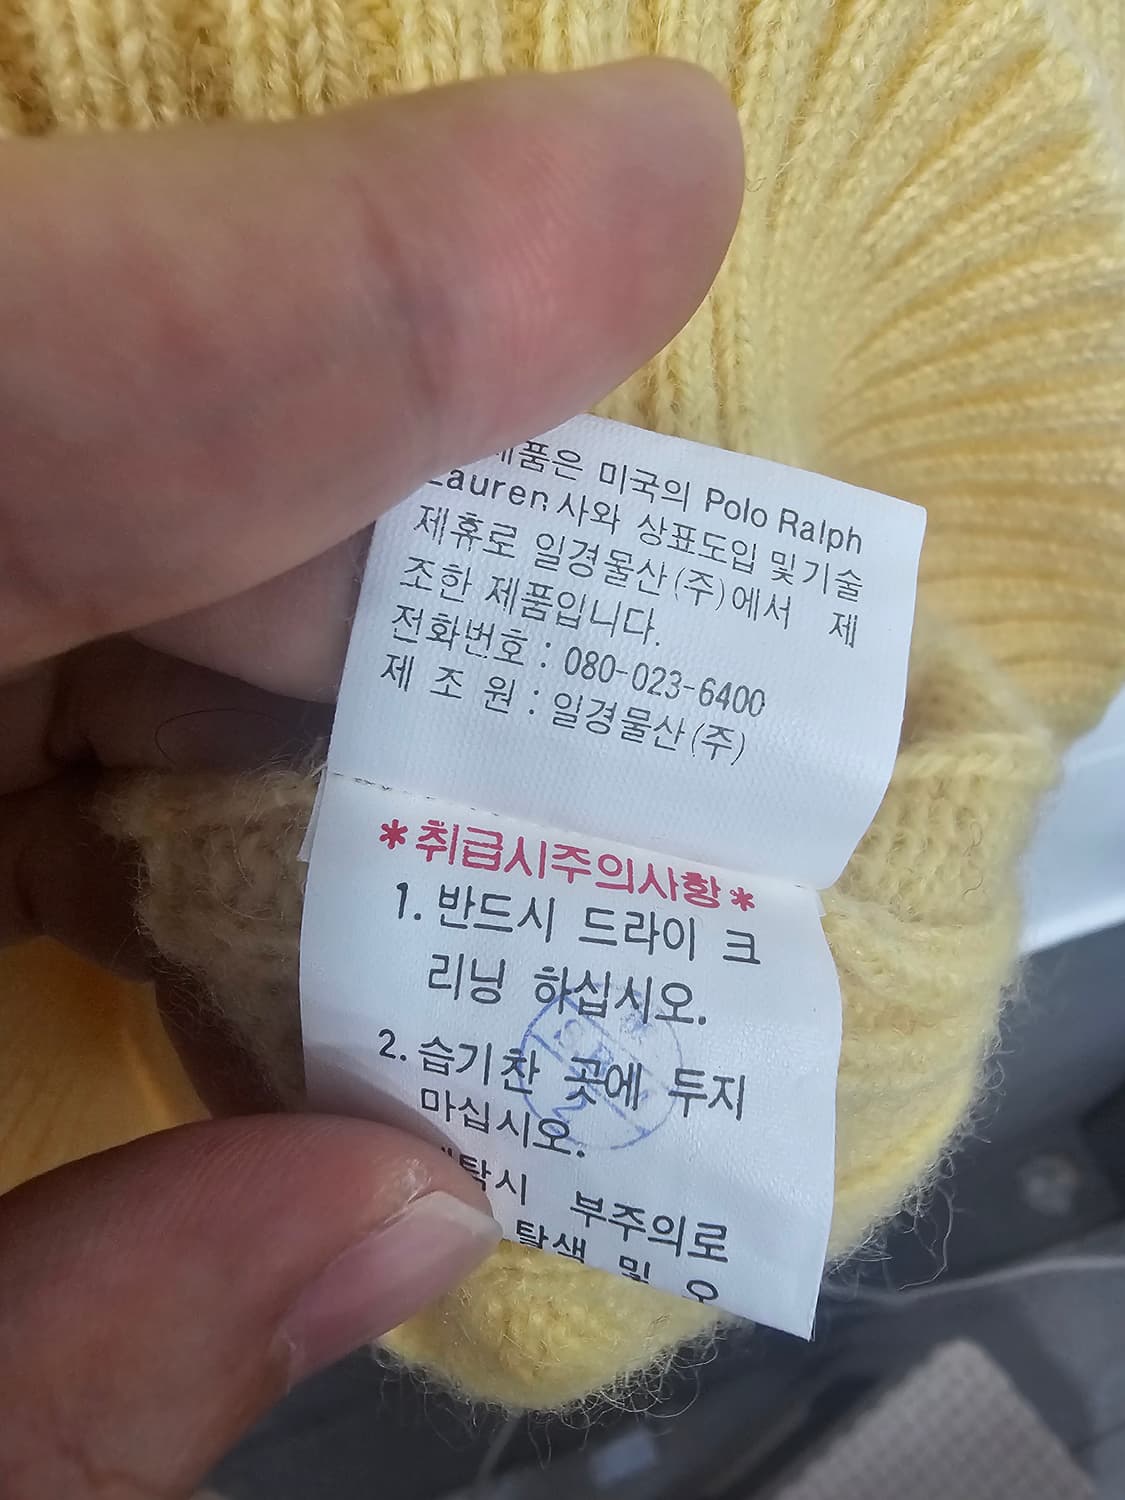 제품은 미국의 Polo Ralph
Lauren사와 상표도입 및 기술
제휴로 일경물산(주)에서 제
조한 제품입니다.
전화번호 : 080-023-6400
제 조 원 : 일경물산(주)
*취급시주의사항*
1. 반드시 드라이 크
리닝 하십시오.
2. 습기찬 곳에 두지
마십시오.
부주의로
탈색 및 오